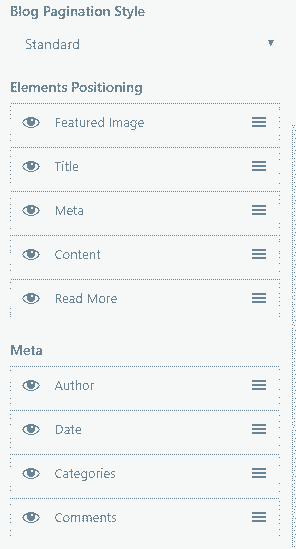 Blog Pagination Style
Standard
Elements Positioning
Featured Image
Title
Meta
Content
Read More
Meta
Author
Date
Categories
Comments